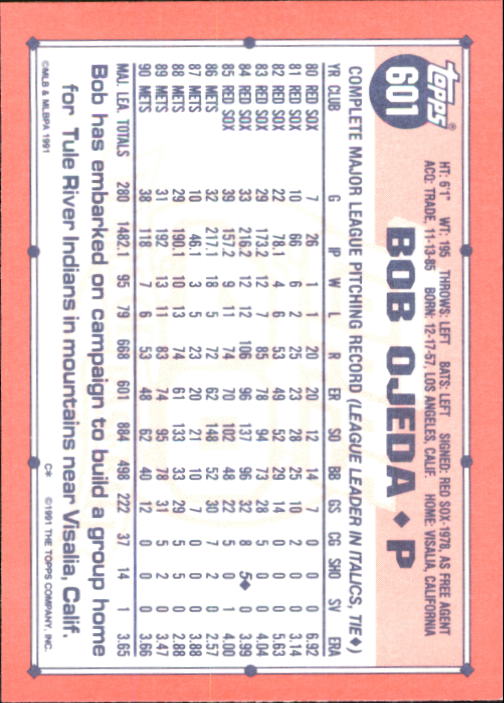 topps®
601
HT: 6'1" WT: 195 THROWS: LEFT BATS: LEFT SIGNED: RED SOX-1978, AS FREE AGENT
ACQ: TRADE, 11-13-85 BORN: 12-17-57, LOS ANGELES, CALIF. HOME: VISALIA, CALIFORNIA
BOB OJEDA ♦ P
COMPLETE MAJOR LEAGUE PITCHING RECORD (LEAGUE LEADER IN ITALICS, TIE♦)
YR CLUB G IP W L R ER SO BB GS CG SHO SV ERA
80 RED SOX 7 26 1 1 20 20 12 14 7 0 0 0 6.92
81 RED SOX 10 66 6 2 25 23 28 25 10 2 0 0 3.14
82 RED SOX 22 78.1 4 6 53 49 52 29 14 0 0 0 5.63
83 RED SOX 29 173.2 12 7 85 78 94 73 28 5 0 0 4.04
84 RED SOX 33 216.2 12 12 106 96 137 96 32 8 5♦ 0 3.99
85 RED SOX 39 157.2 9 11 74 70 102 48 22 5 0 1 4.00
86 METS 32 217.1 18 5 72 62 148 52 30 7 2 0 2.57
87 METS 10 46.1 3 5 23 20 21 10 7 0 0 0 3.88
88 METS 29 190.1 10 13 74 61 133 33 29 5 5 0 2.88
89 METS 31 192 13 11 83 74 95 78 31 5 2 0 3.47
90 METS 38 118 7 6 53 48 62 40 12 0 0 0 3.66
MAJ. LEA. TOTALS 280 1482.1 95 79 668 601 884 498 222 37 14 1 3.65
Bob has embarked on campaign to build a group home
for Tule River Indians in mountains near Visalia, Calif.
©MLB & MLBPA 1991 C* ©1991 THE TOPPS COMPANY, INC.